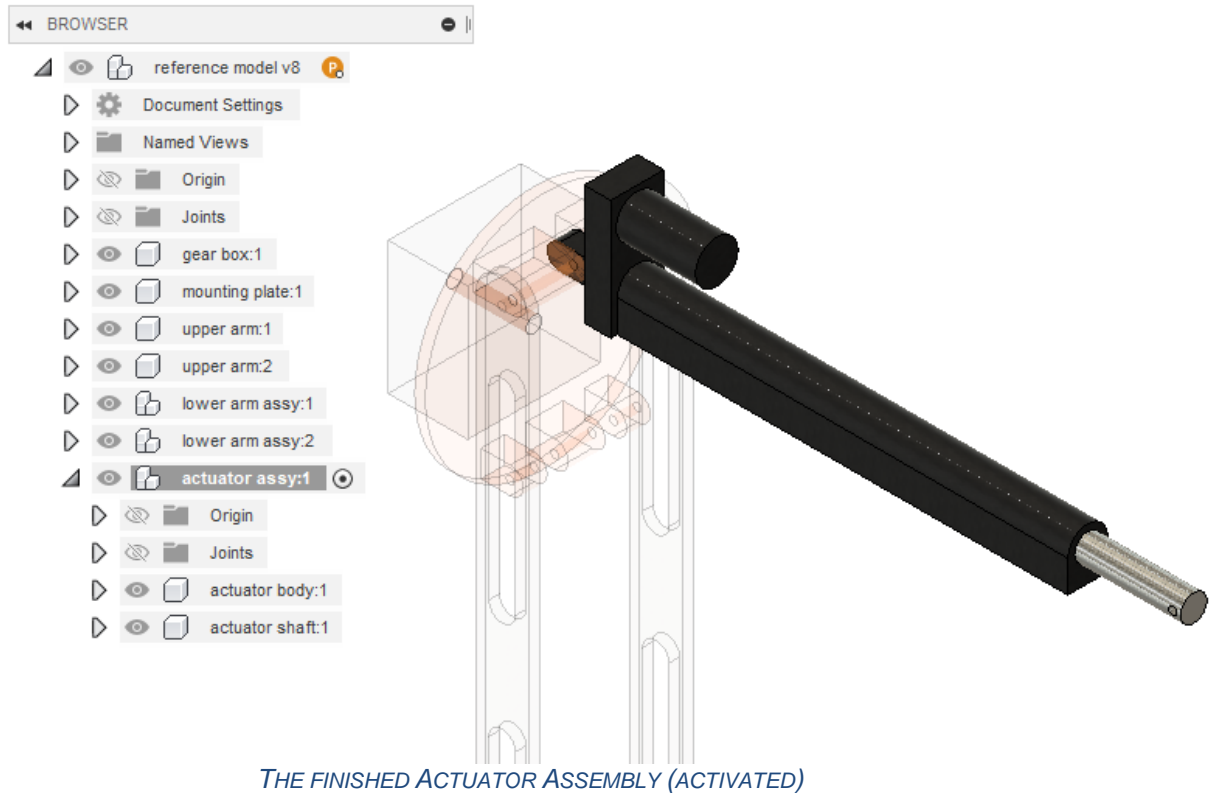 BROWSER
reference model v8 P
Document Settings
Named Views
Origin
Joints
gear box:1
mounting plate:1
upper arm:1
upper arm:2
lower arm assy:1
lower arm assy:2
actuator assy:1
Origin
Joints
actuator body:1
actuator shaft:1
THE FINISHED ACTUATOR ASSEMBLY (ACTIVATED)